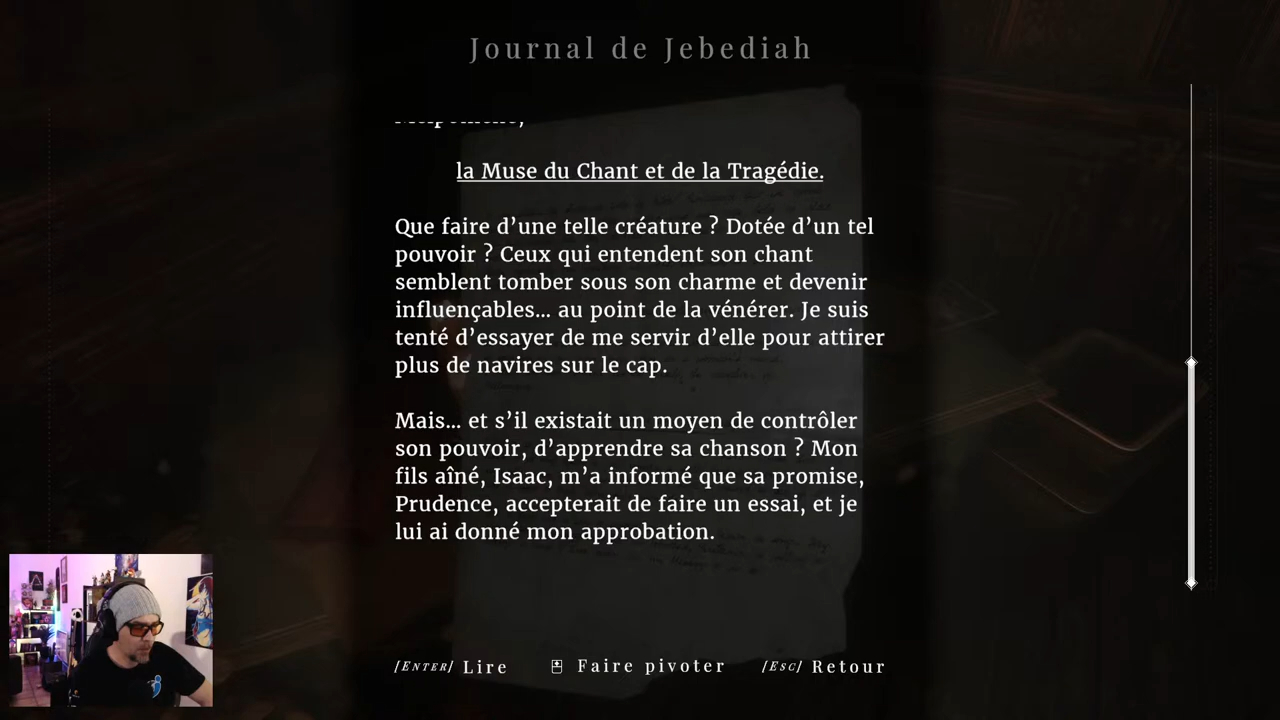 Journal de Jebediah
la Muse du Chant et de la Tragédie.
Que faire d’une telle créature ? Dotée d’un tel
pouvoir ? Ceux qui entendent son chant
semblent tomber sous son charme et devenir
influençables... au point de la vénérer. Je suis
tenté d’essayer de me servir d’elle pour attirer
plus de navires sur le cap.
Mais... et s’il existait un moyen de contrôler
son pouvoir, d’apprendre sa chanson ? Mon
fils aîné, Isaac, m’a informé que sa promise,
Prudence, accepterait de faire un essai, et je
lui ai donné mon approbation.
/ENTER/ Lire Faire pivoter /ESC/ Retour